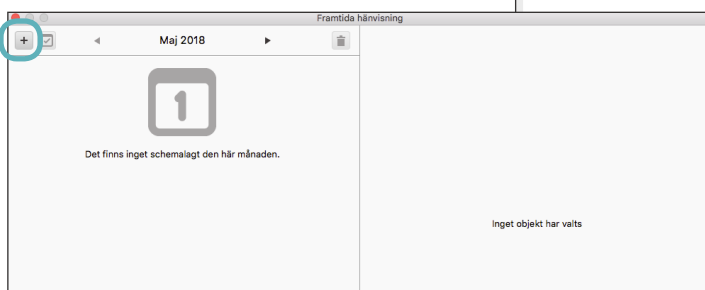 Framtida hänvisning
Maj 2018
1
Det finns inget schemalagt den här månaden.
Inget objekt har valts